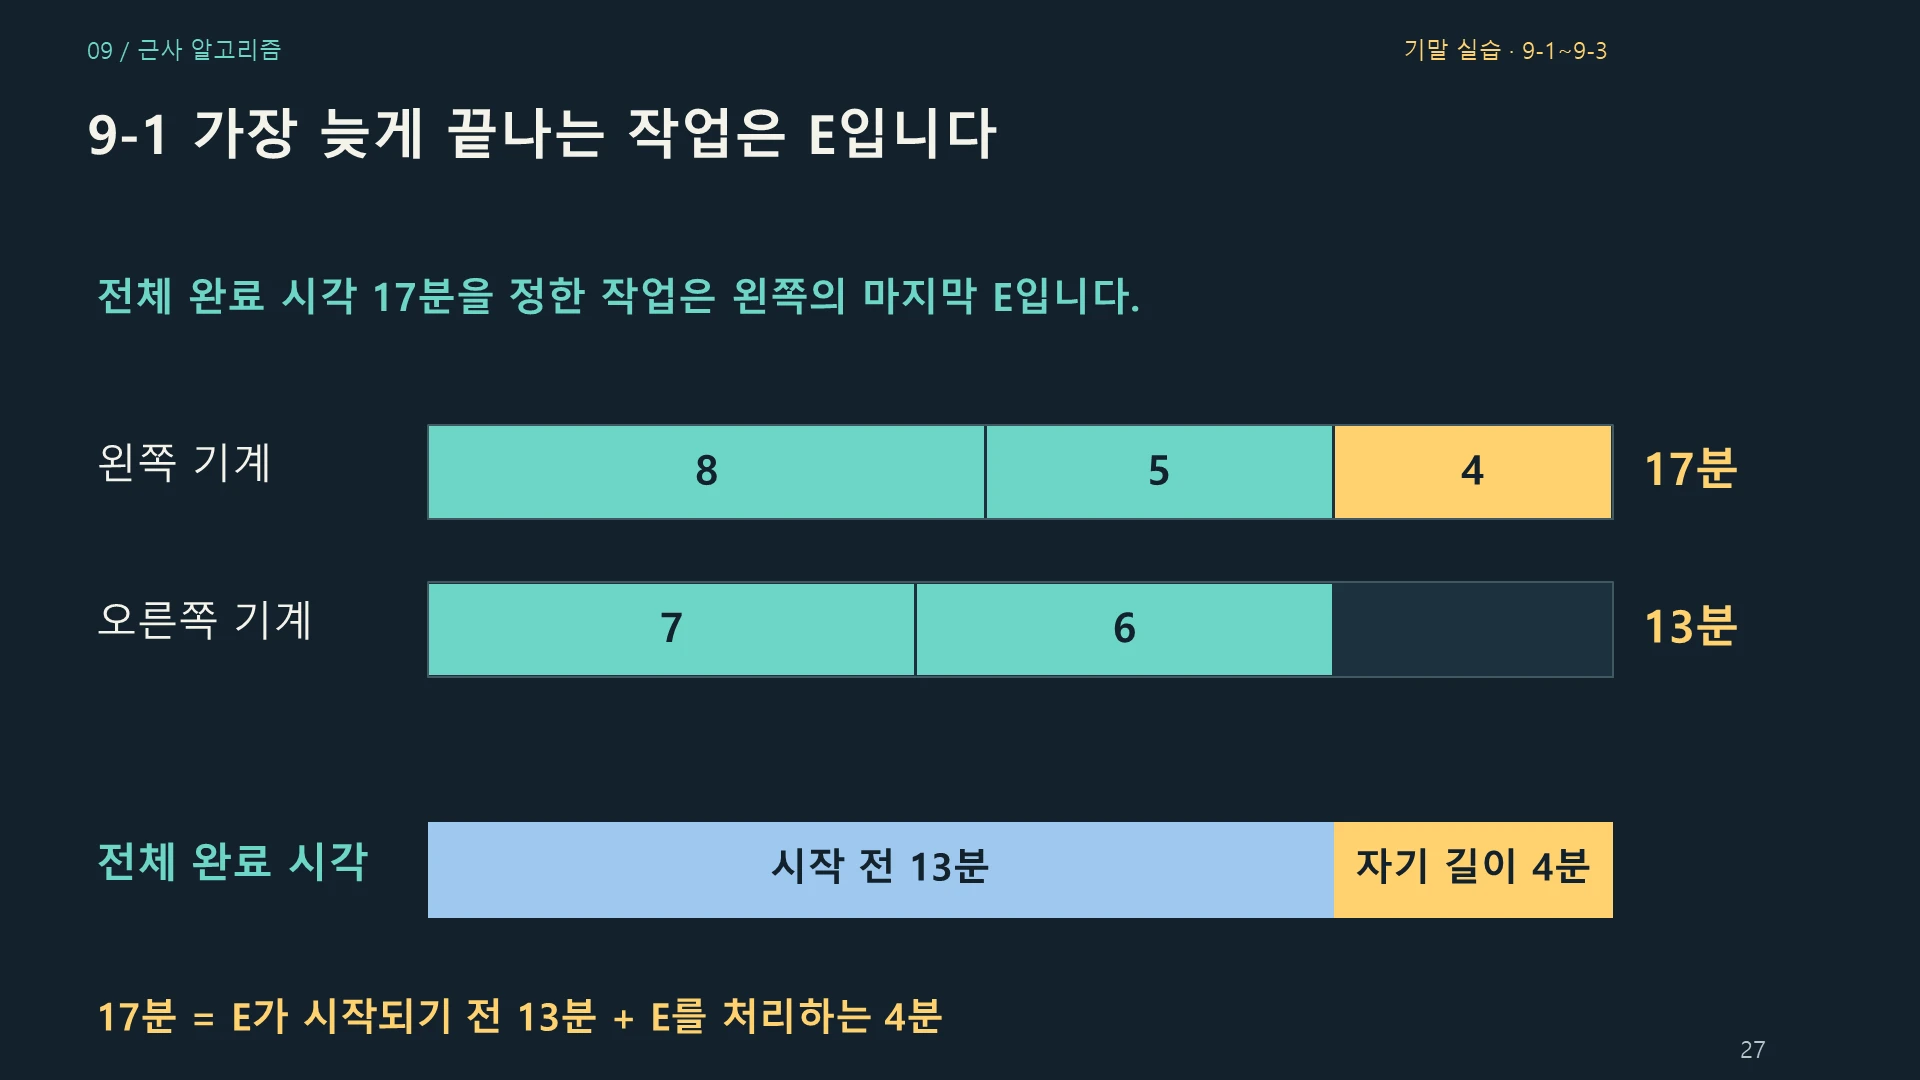 09 / 근사 알고리즘
기말 실습 · 9-1~9-3
9-1 가장 늦게 끝나는 작업은 E입니다
전체 완료 시각 17분을 정한 작업은 왼쪽의 마지막 E입니다.
왼쪽 기계 8 5 4 17분
오른쪽 기계 7 6 13분
전체 완료 시각 시작 전 13분 자기 길이 4분
17분 = E가 시작되기 전 13분 + E를 처리하는 4분
27